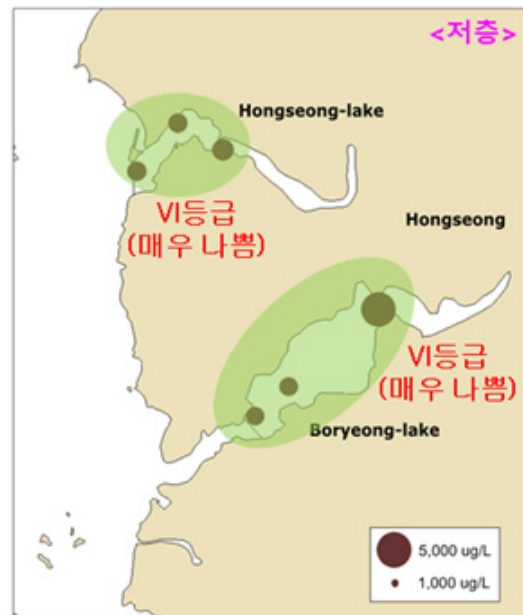 <저층>
Hongseong-lake
VI등급
(매우 나쁨)
Hongseong
VI등급
(매우 나쁨)
Boryeong-lake
5,000 ug/L
1,000 ug/L